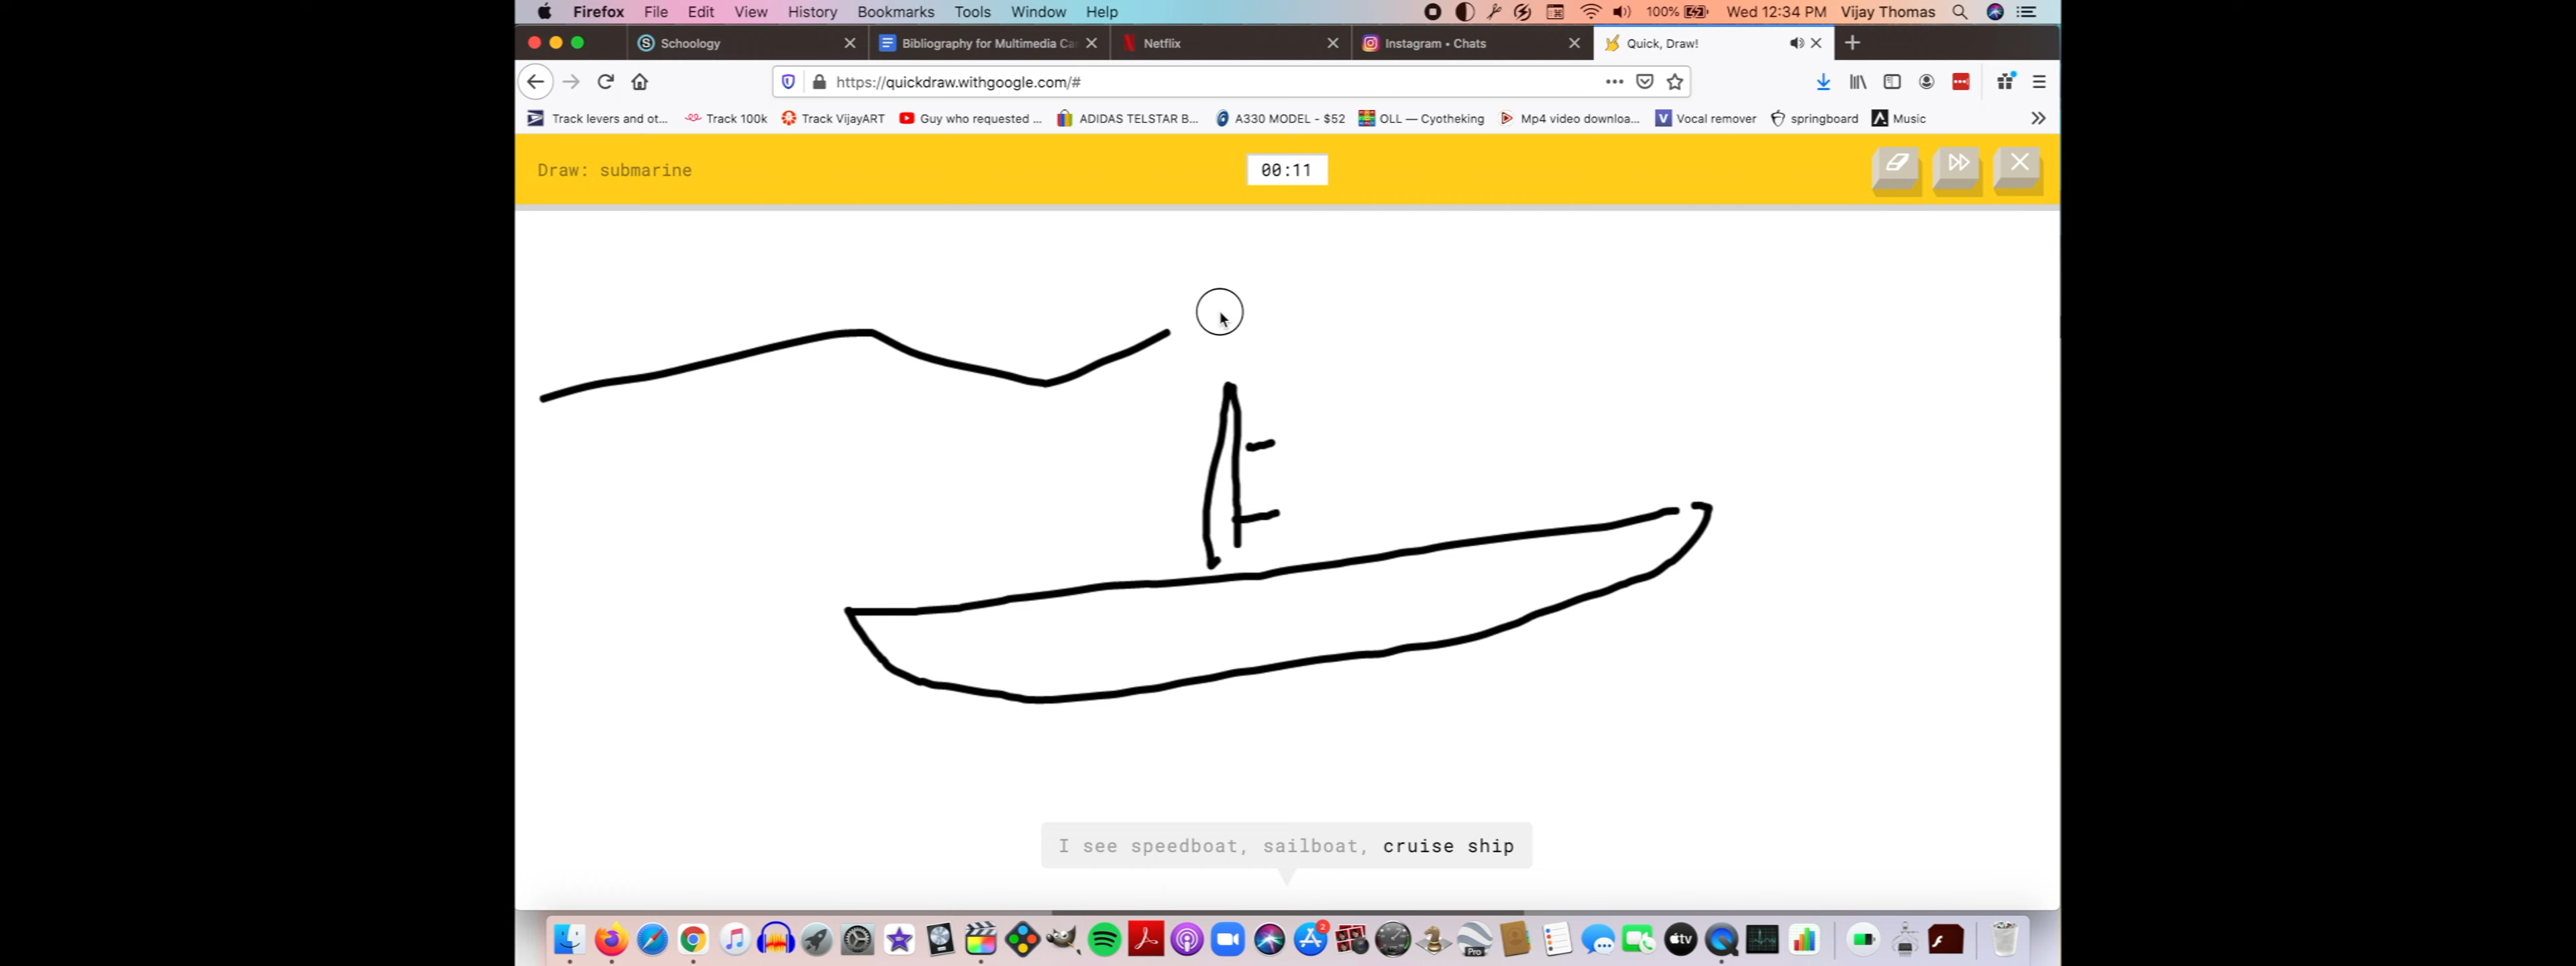 Firefox File Edit View History Bookmarks Tools Window Help 100% Wed 12:34 PM Vijay Thomas
Schoology Bibliography for Multimedia Ca Netflix Instagram • Chats Quick, Draw!
https://quickdraw.withgoogle.com/#
Track levers and ot... Track 100k Track VijayART Guy who requested ... ADIDAS TELSTAR B... A330 MODEL - $52 OLL — Cyotheking Mp4 video downloa... Vocal remover springboard Music
Draw: submarine 00:11
I see speedboat, sailboat, cruise ship
2 Pro tv